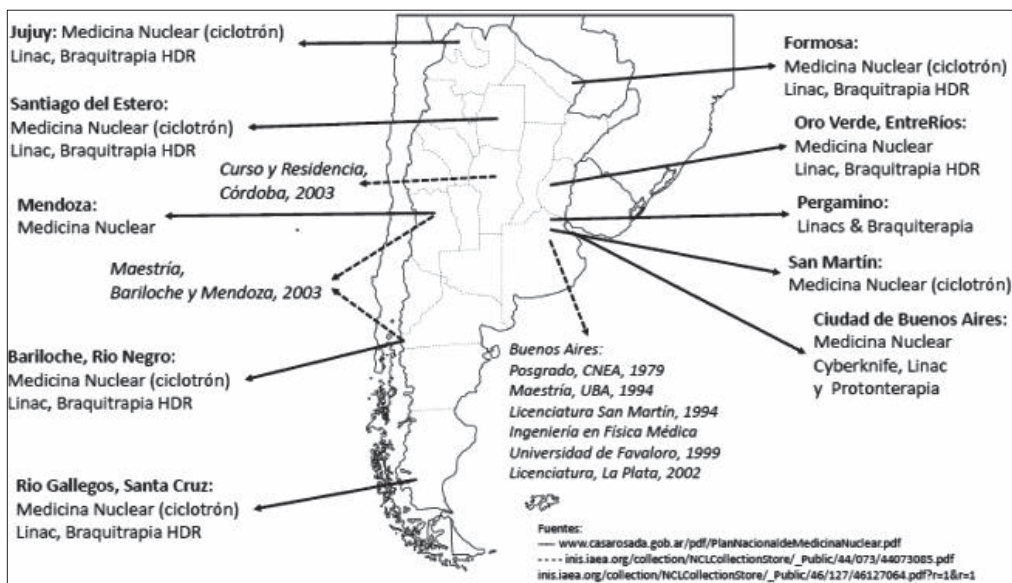 Jujuy: Medicina Nuclear (ciclotrón)
Linac, Braquitrapia HDR
Santiago del Estero:
Medicina Nuclear (ciclotrón)
Linac, Braquitrapia HDR
Curso y Residencia,
Córdoba, 2003
Mendoza:
Medicina Nuclear
Maestría,
Bariloche y Mendoza, 2003
Bariloche, Rio Negro:
Medicina Nuclear (ciclotrón)
Linac, Braquitrapia HDR
Rio Gallegos, Santa Cruz:
Medicina Nuclear (ciclotrón)
Linac, Braquitrapia HDR
Formosa:
Medicina Nuclear (ciclotrón)
Linac, Braquitrapia HDR
Oro Verde, EntreRíos:
Medicina Nuclear
Linac, Braquitrapia HDR
Pergamino:
Linacs & Braquiterapia
San Martín:
Medicina Nuclear (ciclotrón)
Ciudad de Buenos Aires:
Medicina Nuclear
Cyberknife, Linac
y Protonterapia
Buenos Aires:
Posgrado, CNEA, 1979
Maestría, UBA, 1994
Licenciatura San Martín, 1994
Ingeniería en Física Médica
Universidad de Favaloro, 1999
Licenciatura, La Plata, 2002
Fuentes:
www.casarosada.gob.ar/pdf/PlanNacionaldeMedicinaNuclear.pdf
inis.iaea.org/collection/NCLCollectionStore/_Public/44/073/44073085.pdf
inis.iaea.org/collection/NCLCollectionStore/_Public/46/127/46127064.pdf?r=1&r=1